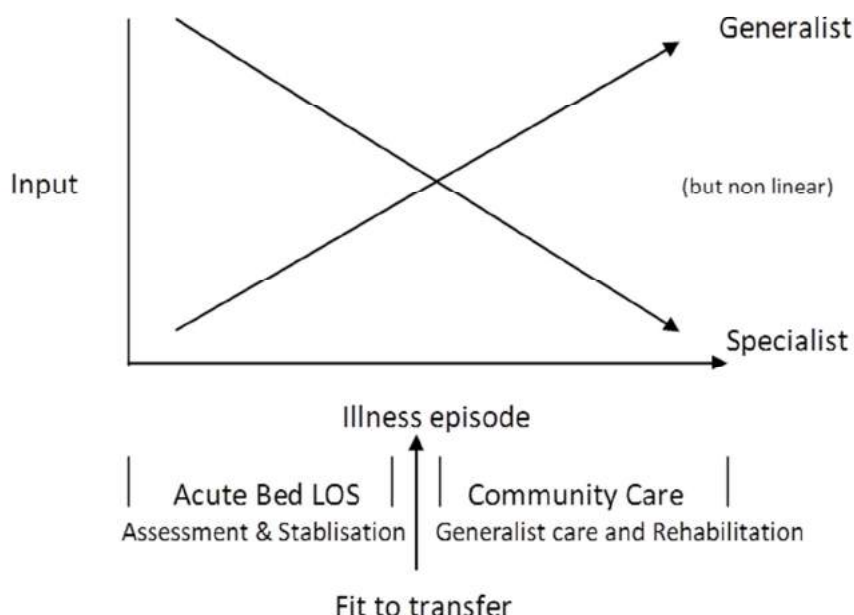 Generalist
Input
(but non linear)
Specialist
Illness episode
Acute Bed LOS
Assessment & Stablisation
Community Care
Generalist care and Rehabilitation
Fit to transfer